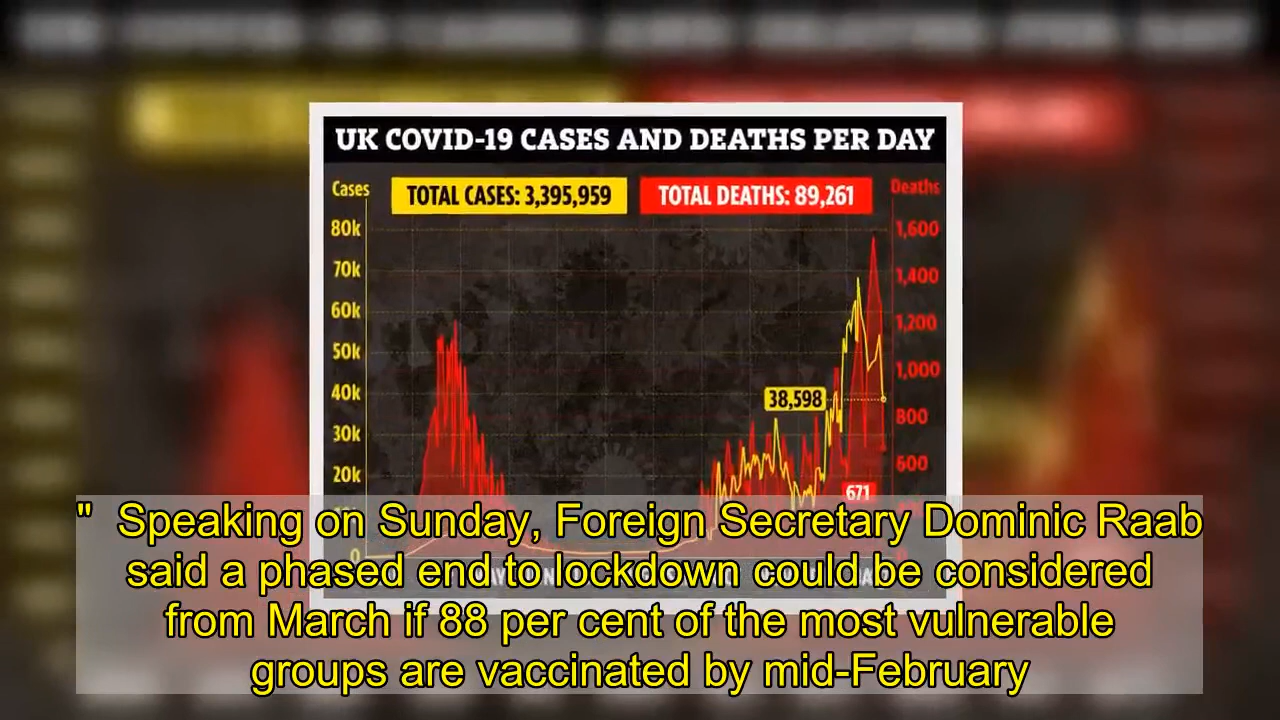 UK COVID-19 CASES AND DEATHS PER DAY
Cases
TOTAL CASES: 3,395,959
TOTAL DEATHS: 89,261
Deaths
80k
70k
60k
50k
40k
30k
20k
0
1,600
1,400
1,200
1,000
800
600
38,598
671
" Speaking on Sunday, Foreign Secretary Dominic Raab
said a phased end to lockdown could be considered
from March if 88 per cent of the most vulnerable
groups are vaccinated by mid-February